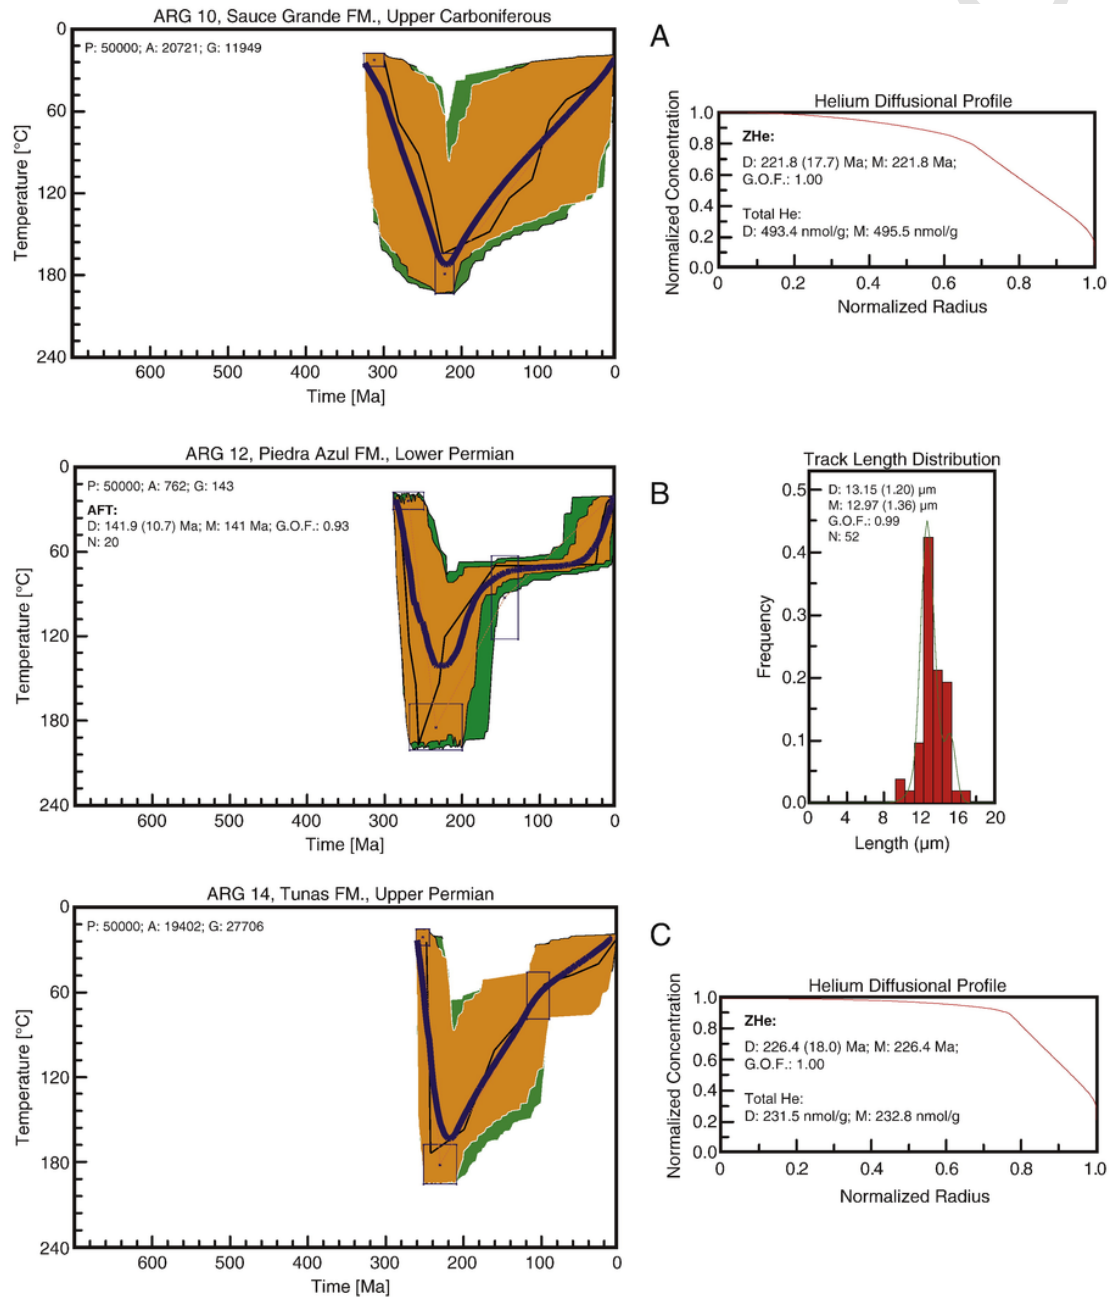 ARG 10, Sauce Grande FM., Upper Carboniferous
P: 50000; A: 20721; G: 11949
0
60
120
180
240
Temperature [°C]
600
500
400
300
200
100
0
Time [Ma]
A
Helium Diffusional Profile
ZHe:
D: 221.8 (17.7) Ma; M: 221.8 Ma;
G.O.F.: 1.00
Total He:
D: 493.4 nmol/g; M: 495.5 nmol/g
1.0
0.8
0.6
0.4
0.2
0.0
Normalized Concentration
0
0.2
0.4
0.6
0.8
1.0
Normalized Radius
ARG 12, Piedra Azul FM., Lower Permian
P: 50000; A: 762; G: 143
AFT:
D: 141.9 (10.7) Ma; M: 141 Ma; G.O.F.: 0.93
N: 20
0
60
120
180
240
Temperature [°C]
600
500
400
300
200
100
0
Time [Ma]
B
Track Length Distribution
D: 13.15 (1.20) µm
M: 12.97 (1.36) µm
G.O.F.: 0.99
N: 52
0.5
0.4
0.3
0.2
0.1
0.0
Frequency
0
4
8
12
16
20
Length (µm)
ARG 14, Tunas FM., Upper Permian
P: 50000; A: 19402; G: 27706
0
60
120
180
240
Temperature [°C]
600
500
400
300
200
100
0
Time [Ma]
C
Helium Diffusional Profile
ZHe:
D: 226.4 (18.0) Ma; M: 226.4 Ma;
G.O.F.: 1.00
Total He:
D: 231.5 nmol/g; M: 232.8 nmol/g
1.0
0.8
0.6
0.4
0.2
0.0
Normalized Concentration
0
0.2
0.4
0.6
0.8
1.0
Normalized Radius